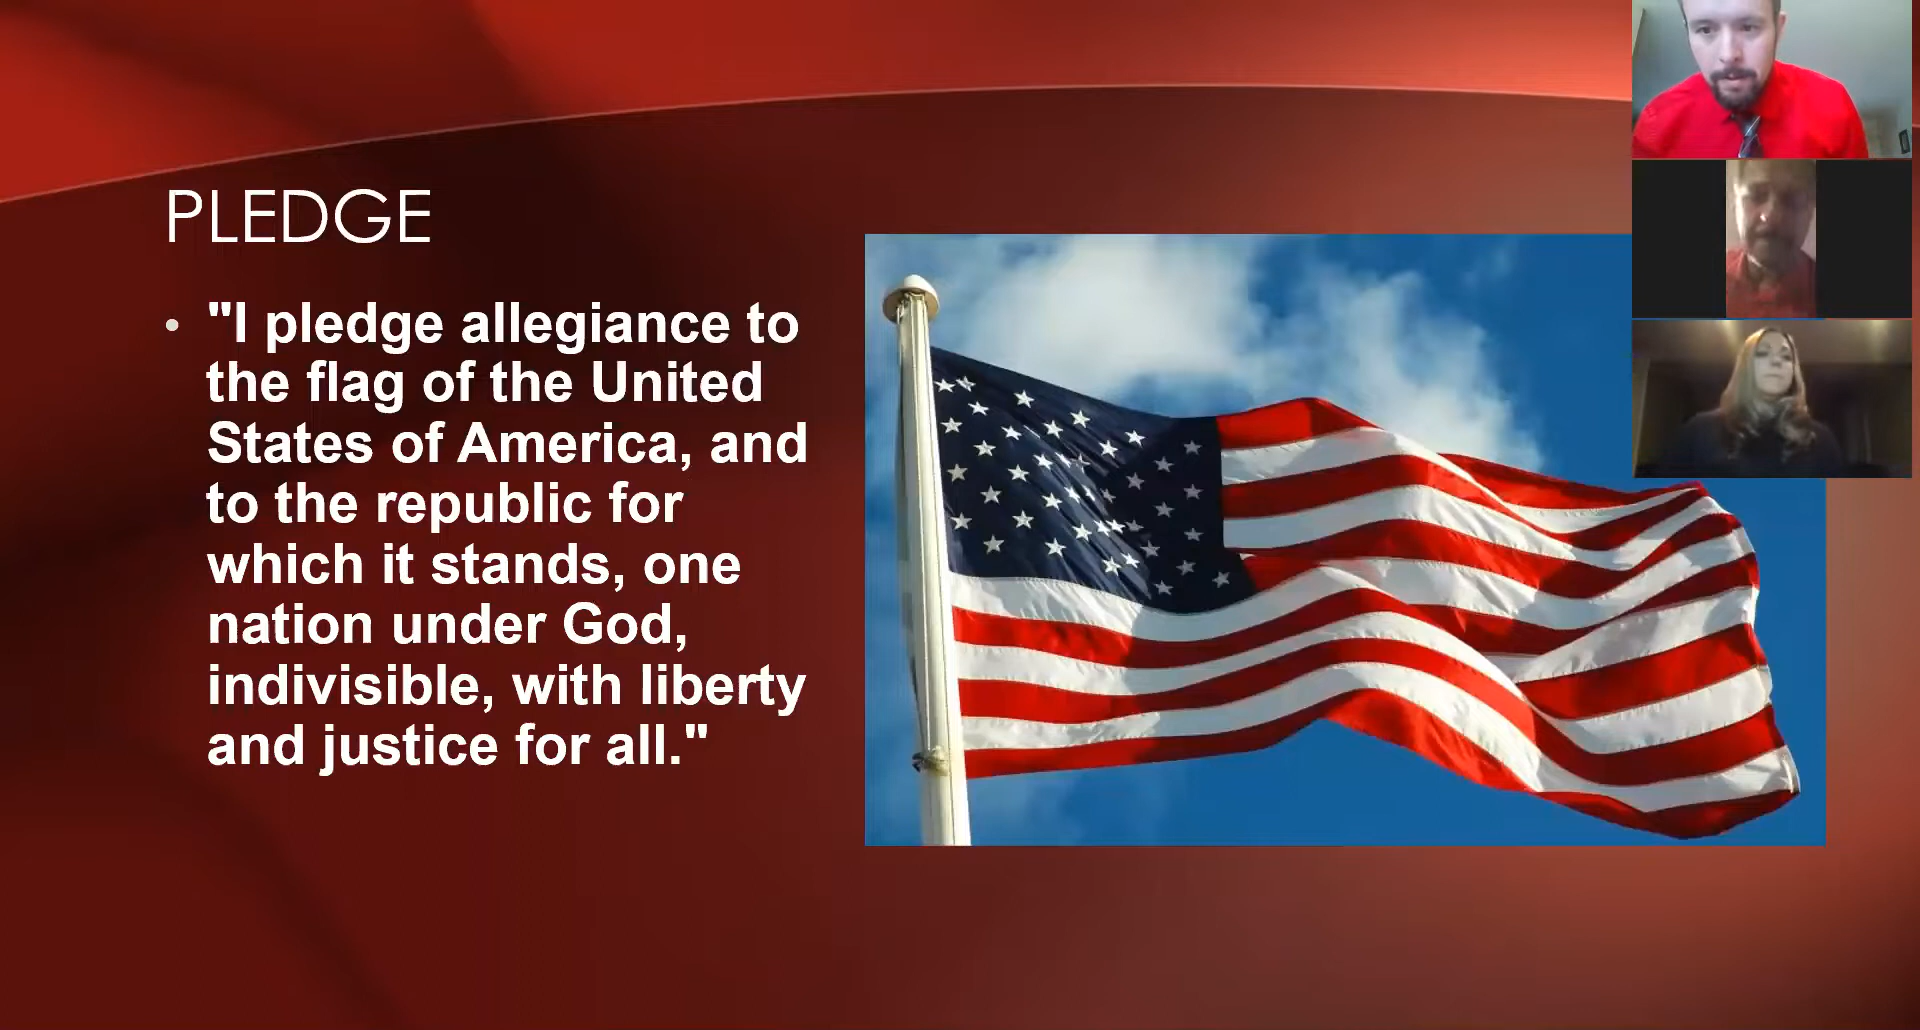 PLEDGE
• "I pledge allegiance to
the flag of the United
States of America, and
to the republic for
which it stands, one
nation under God,
indivisible, with liberty
and justice for all."